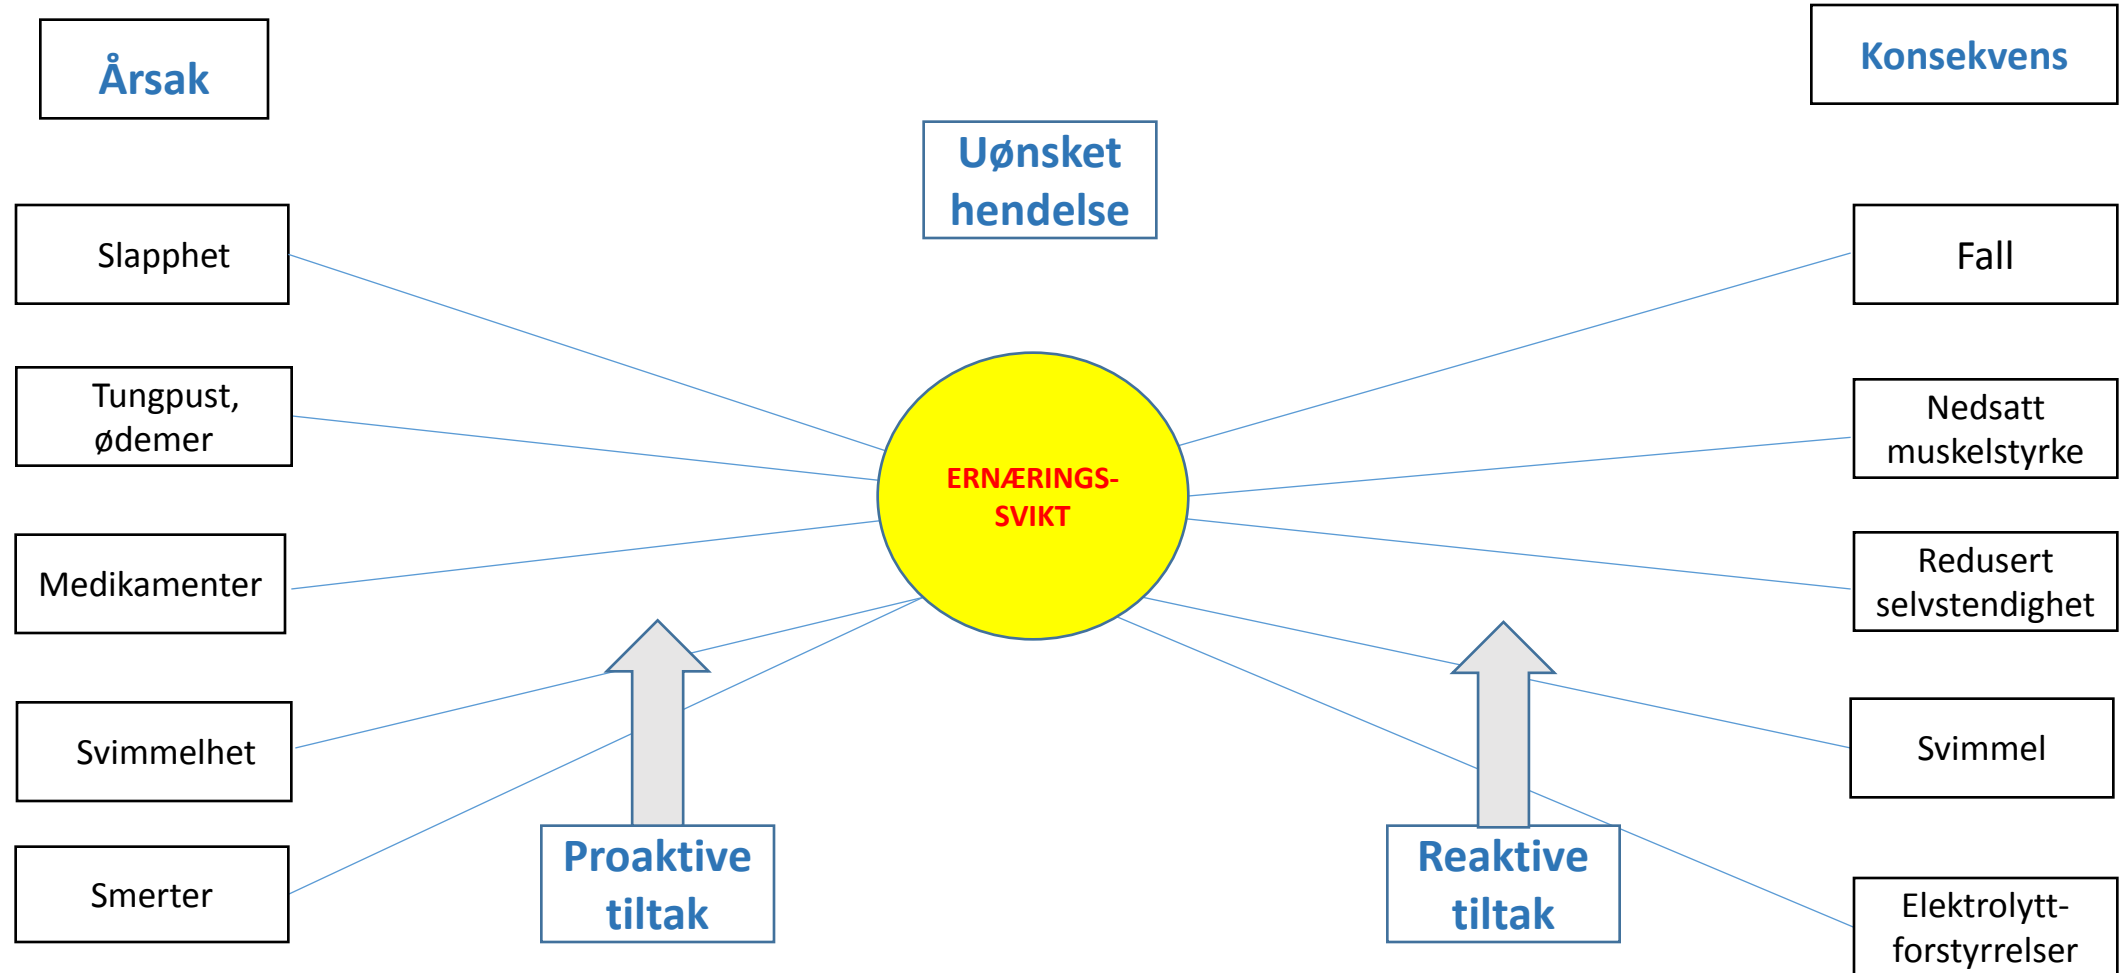 Årsak
Konsekvens
Uønsket
hendelse
Slapphet
Fall
Tungpust,
ødemer
Nedsatt
muskelstyrke
ERNÆRINGS-
SVIKT
Medikamenter
Redusert
selvstendighet
Svimmelhet
Svimmel
Proaktive
tiltak
Reaktive
tiltak
Smerter
Elektrolytt-
forstyrrelser